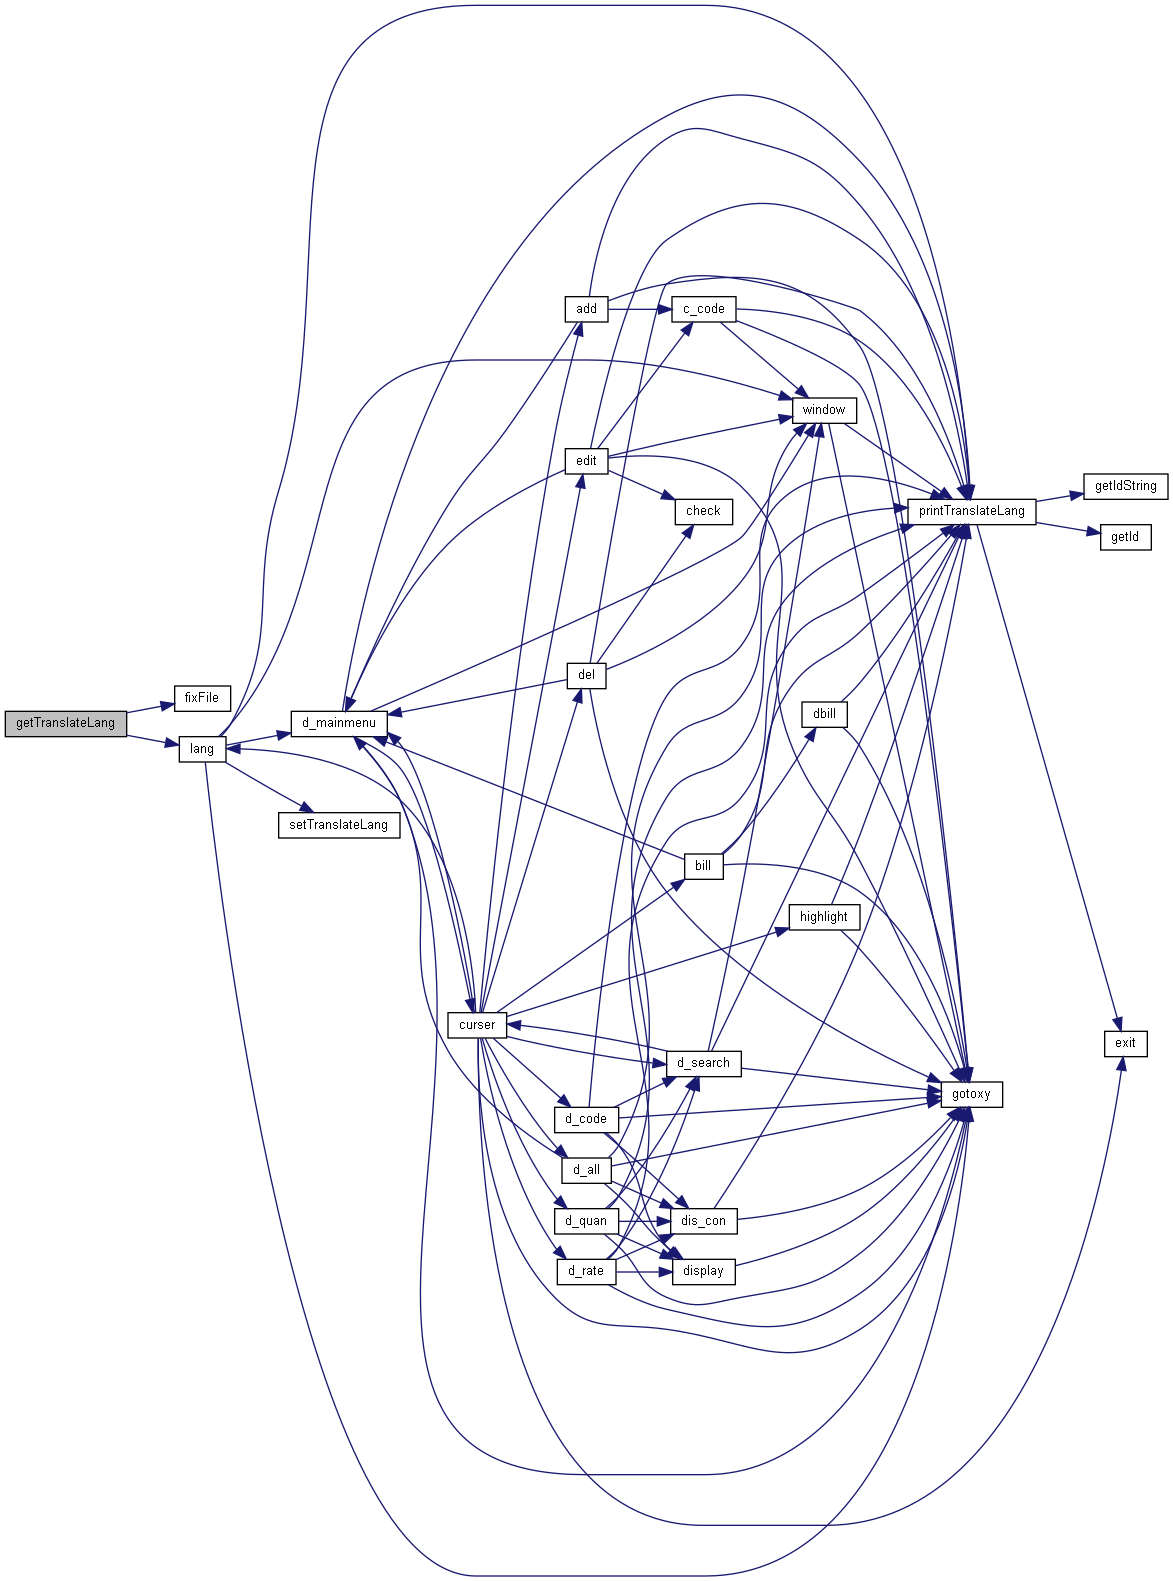 add
c_code
window
edit
getIdString
check
printTranslateLang
getId
del
fixFile
getTranslateLang
d_mainmenu
dbill
lang
setTranslateLang
bill
highlight
curser
exit
d_search
gotoxy
d_code
d_all
d_quan
dis_con
d_rate
display